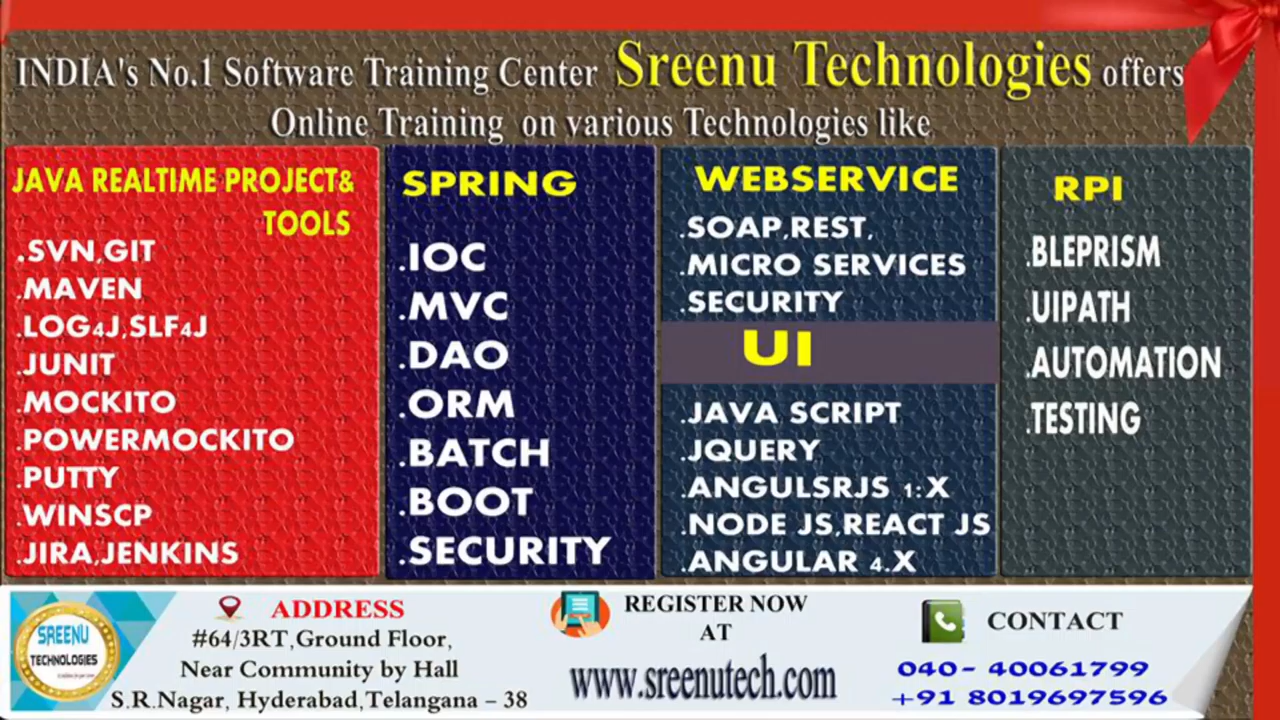 INDIA's No.1 Software Training Center Sreenu Technologies offers
Online Training on various Technologies like
JAVA REALTIME PROJECT&
TOOLS
.SVN,GIT
.MAVEN
.LOG4J,SLF4J
.JUNIT
.MOCKITO
.POWERMOCKITO
.PUTTY
.WINSCP
.JIRA,JENKINS
SPRING
.IOC
.MVC
.DAO
.ORM
.BATCH
.BOOT
.SECURITY
WEBSERVICE
.SOAP,REST,
.MICRO SERVICES
.SECURITY
UI
.JAVA SCRIPT
.JQUERY
.ANGULSRJS 1:X
.NODE JS,REACT JS
.ANGULAR 4.X
RPI
.BLEPRISM
.UIPATH
.AUTOMATION
.TESTING
SREENU
TECHNOLOGIES
ADDRESS
#64/3RT,Ground Floor,
Near Community by Hall
S.R.Nagar, Hyderabad,Telangana – 38
REGISTER NOW
AT
www.sreenutech.com
CONTACT
040- 40061799
+91 8019697596